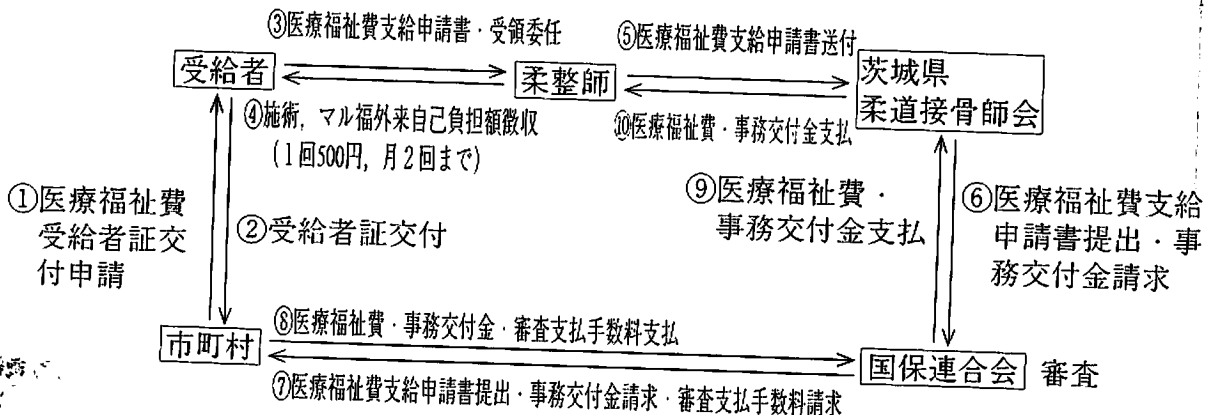 ③医療福祉費支給申請書・受領委任
⑤医療福祉費支給申請書送付
受給者
柔整師
茨城県
柔道接骨師会
④施術，マル福外来自己負担額徴収
(1回500円，月2回まで)
⑩医療福祉費・事務交付金支払
①医療福祉費
受給者証交
付申請
②受給者証交付
⑨医療福祉費・
事務交付金支払
⑥医療福祉費支給
申請書提出・事
務交付金請求
市町村
⑧医療福祉費・事務交付金・審査支払手数料支払
国保連合会
審査
⑦医療福祉費支給申請書提出・事務交付金請求・審査支払手数料請求